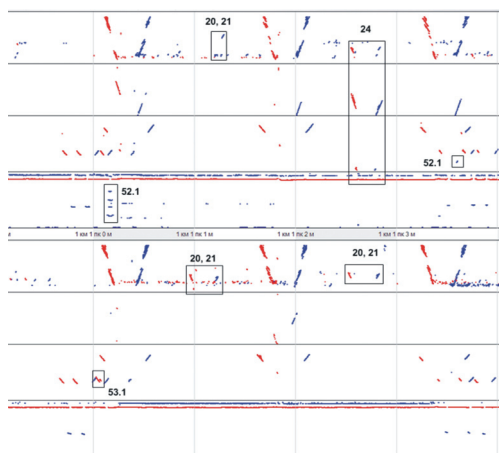 20, 21
24
52.1
52.1
м
1 км 1 пк 0 м
1 км 1 пк 1 м
1 км 1 пк 2 м
1 км 1 пк 3 м
20, 21
20, 21
53.1